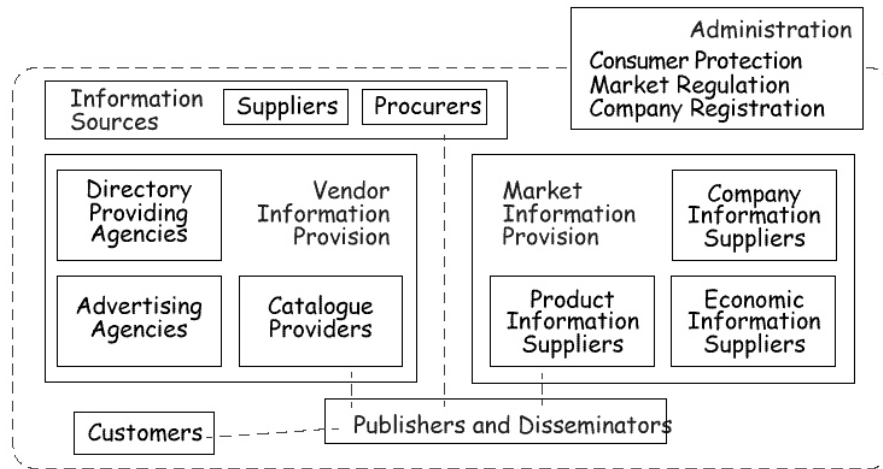 Administration
Consumer Protection
Market Regulation
Company Registration
Information
Sources
Suppliers
Procurers
Directory
Providing
Agencies
Vendor
Information
Provision
Advertising
Agencies
Catalogue
Providers
Market
Information
Provision
Company
Information
Suppliers
Product
Information
Suppliers
Economic
Information
Suppliers
Customers
Publishers and Disseminators